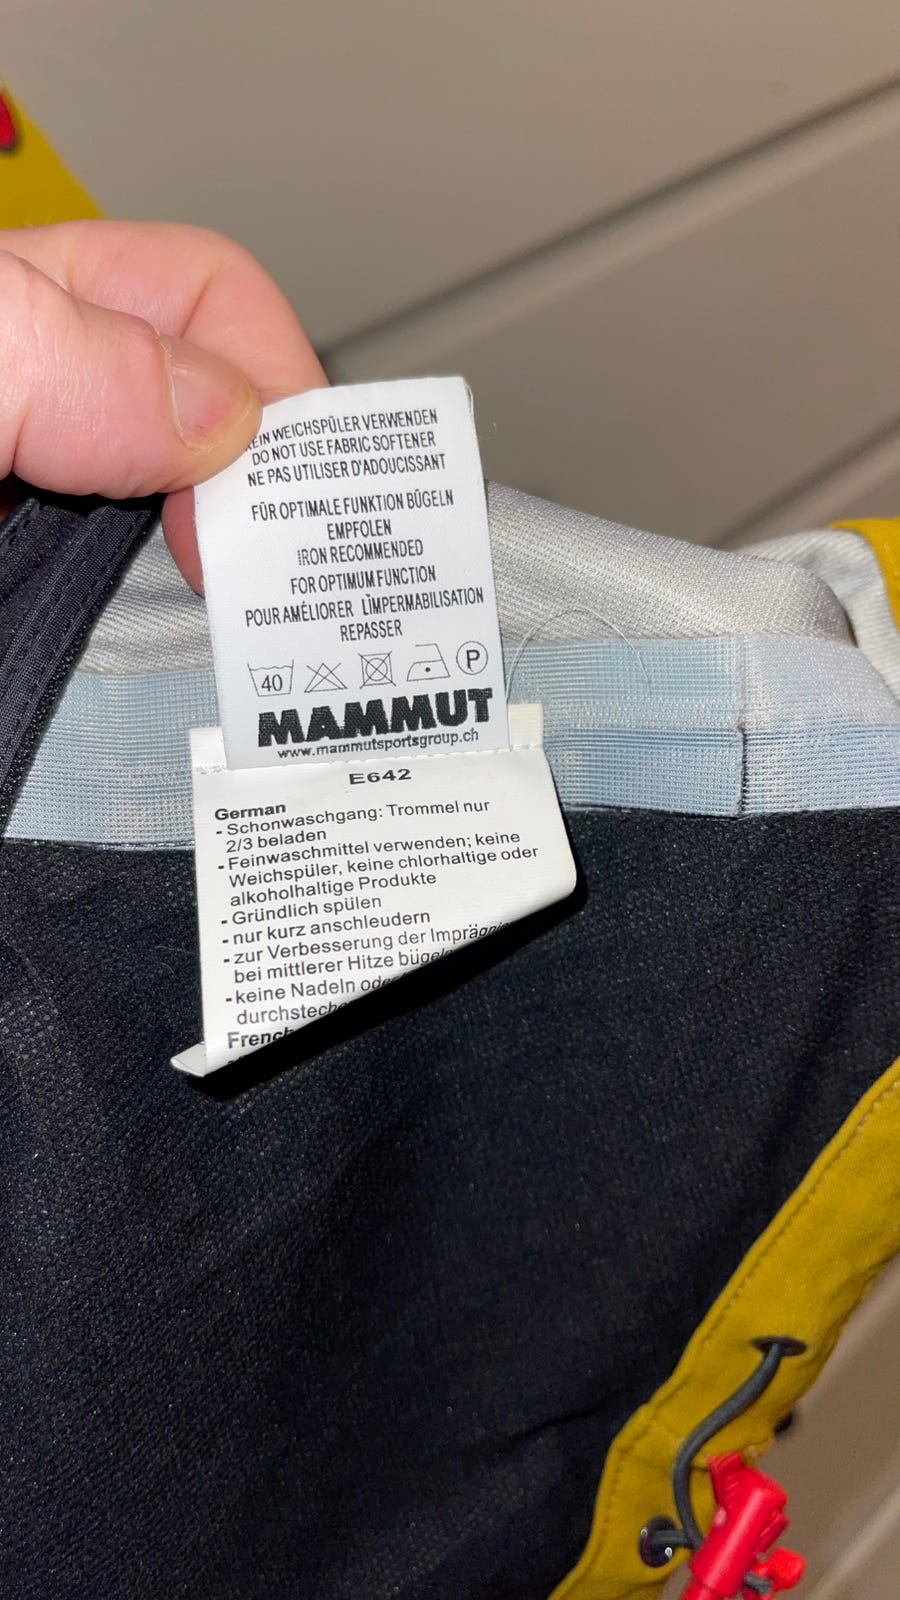 WEICHSPÜLER VERWENDEN
DO NOT USE FABRIC SOFTENER
NE PAS UTILISER D'ADOUCISSANT
FÜR OPTIMALE FUNKTION BÜGELN
EMPFOLEN
IRON RECOMMENDED
FOR OPTIMUM FUNCTION
POUR AMÉLIORER L'IMPERMABILISATION
REPASSER
40 P
MAMMUT
www.mammutsportsgroup.ch
E642
German
- Schonwaschgang: Trommel nur
2/3 beladen
- Feinwaschmittel verwenden; keine
Weichspüler, keine chlorhaltige oder
alkoholhaltige Produkte
- Gründlich spülen
- nur kurz anschleudern
- zur Verbesserung der
bei mittlerer Hitze
- keine Nadeln
French